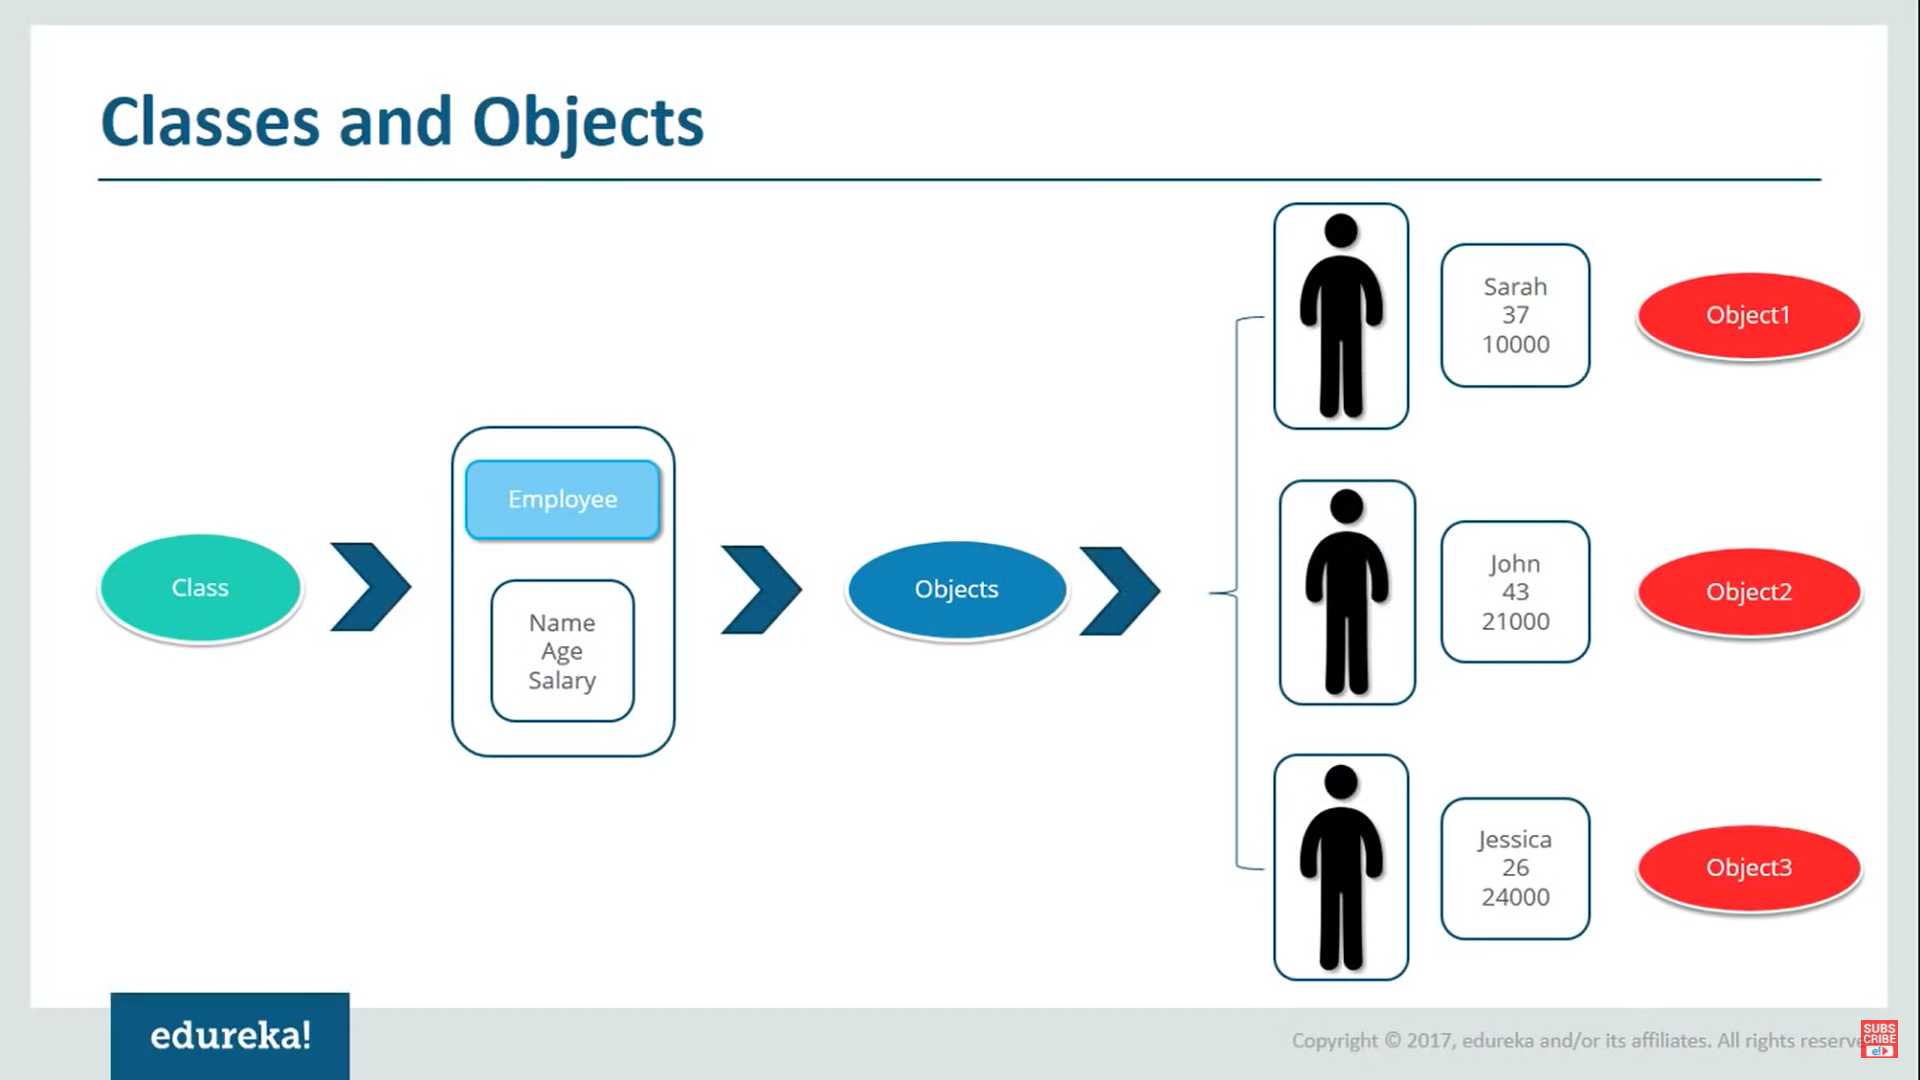 Classes and Objects
Class
Employee
Name
Age
Salary
Objects
Sarah
37
10000
Object1
John
43
21000
Object2
Jessica
26
24000
Object3
edureka!
Copyright © 2017, edureka and/or its affiliates. All rights reserve
SUBS
CRIBE
e!